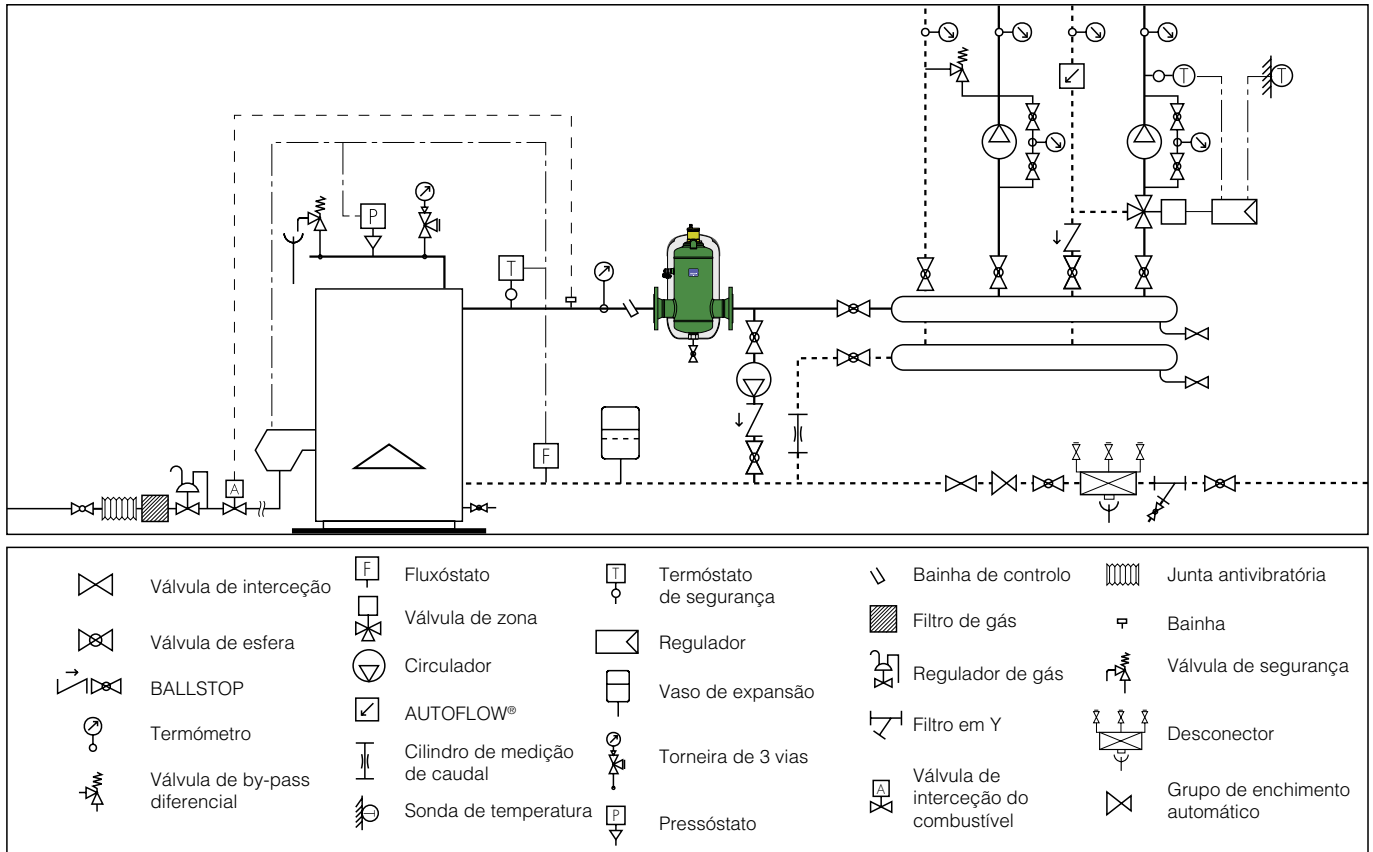 T
T
P
T
F
A
Válvula de interceção
Válvula de esfera
BALLSTOP
Termómetro
Válvula de by-pass
diferencial
F
Fluxóstato
Válvula de zona
Circulador
AUTOFLOW®
Cilindro de medição
de caudal
Sonda de temperatura
T
Termóstato
de segurança
Regulador
Vaso de expansão
Torneira de 3 vias
P
Pressóstato
Bainha de controlo
Filtro de gás
Regulador de gás
Filtro em Y
A
Válvula de
interceção do
combustível
Junta antivibratória
Bainha
Válvula de segurança
Desconector
Grupo de enchimento
automático